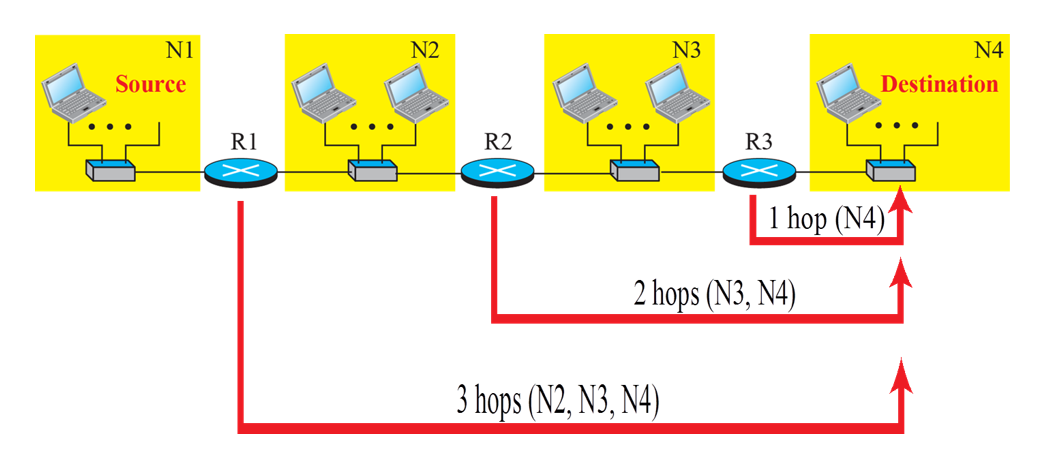 N1
N2
N3
N4
Source
Destination
R1
R2
R3
1 hop (N4)
2 hops (N3, N4)
3 hops (N2, N3, N4)